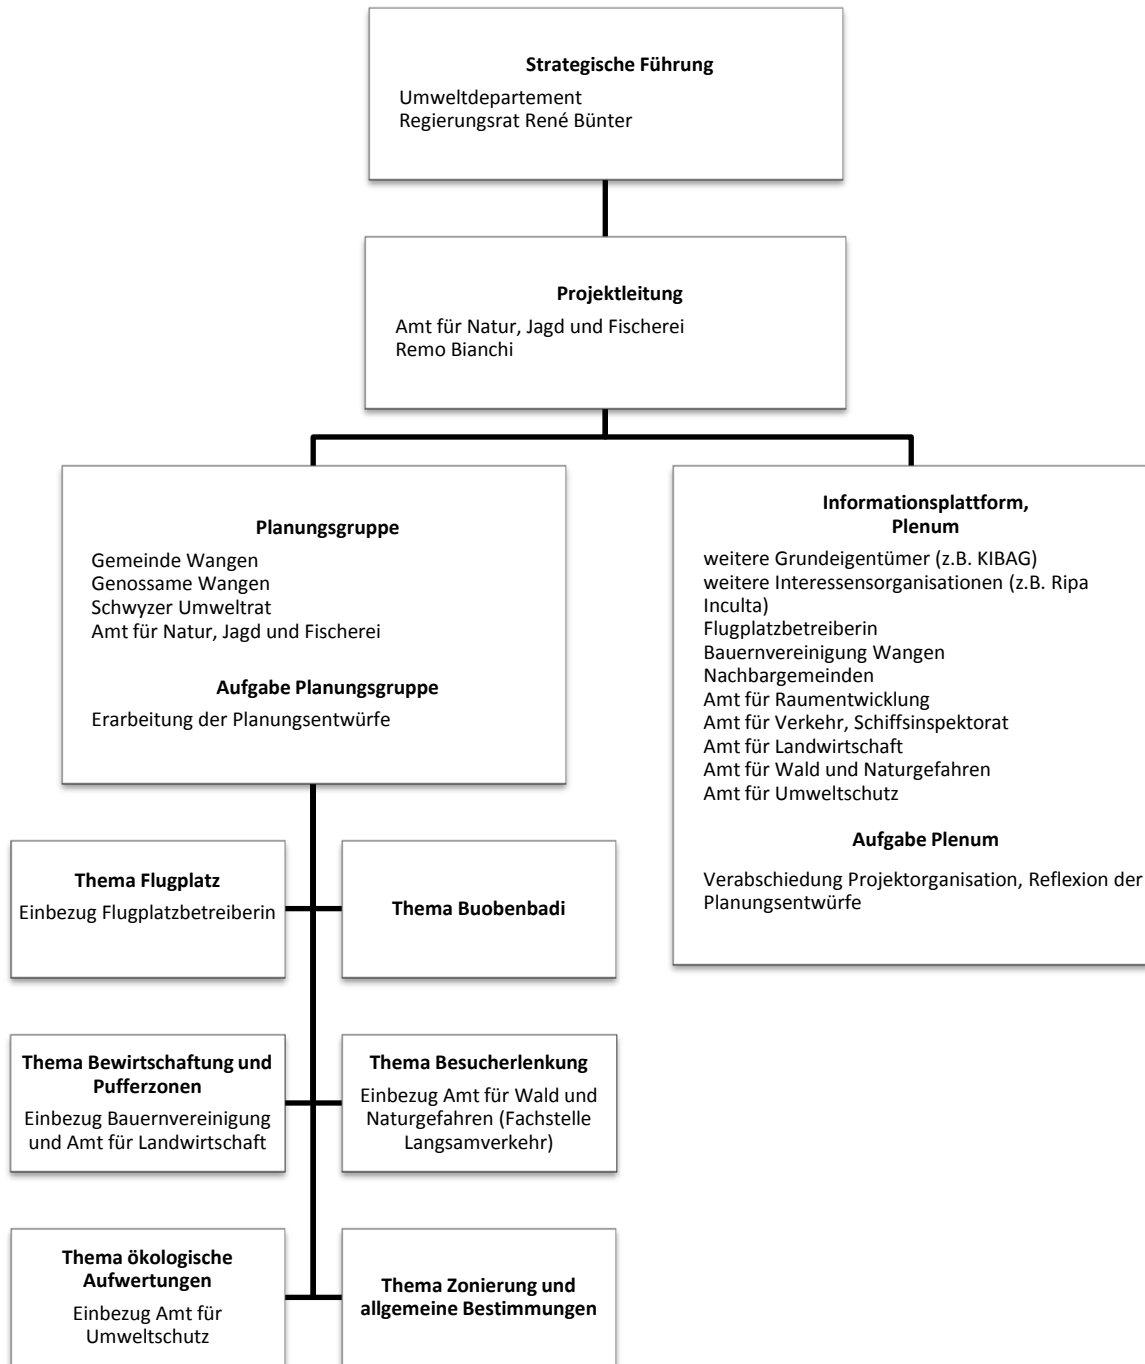 Strategische Führung
Umweltdepartement
Regierungsrat René Bünter
Projektleitung
Amt für Natur, Jagd und Fischerei
Remo Bianchi
Planungsgruppe
Gemeinde Wangen
Genossame Wangen
Schwyzer Umweltrat
Amt für Natur, Jagd und Fischerei
Aufgabe Planungsgruppe
Erarbeitung der Planungsentwürfe
Informationsplattform,
Plenum
weitere Grundeigentümer (z.B. KIBAG)
weitere Interessensorganisationen (z.B. Ripa
Inculta)
Flugplatzbetreiberin
Bauernvereinigung Wangen
Nachbargemeinden
Amt für Raumentwicklung
Amt für Verkehr, Schiffsinspektorat
Amt für Landwirtschaft
Amt für Wald und Naturgefahren
Amt für Umweltschutz
Aufgabe Plenum
Verabschiedung Projektorganisation, Reflexion der
Planungsentwürfe
Thema Flugplatz
Einbezug Flugplatzbetreiberin
Thema Buobenbadi
Thema Bewirtschaftung und
Pufferzonen
Einbezug Bauernvereinigung
und Amt für Landwirtschaft
Thema Besucherlenkung
Einbezug Amt für Wald und
Naturgefahren (Fachstelle
Langsamverkehr)
Thema ökologische
Aufwertungen
Einbezug Amt für
Umweltschutz
Thema Zonierung und
allgemeine Bestimmungen